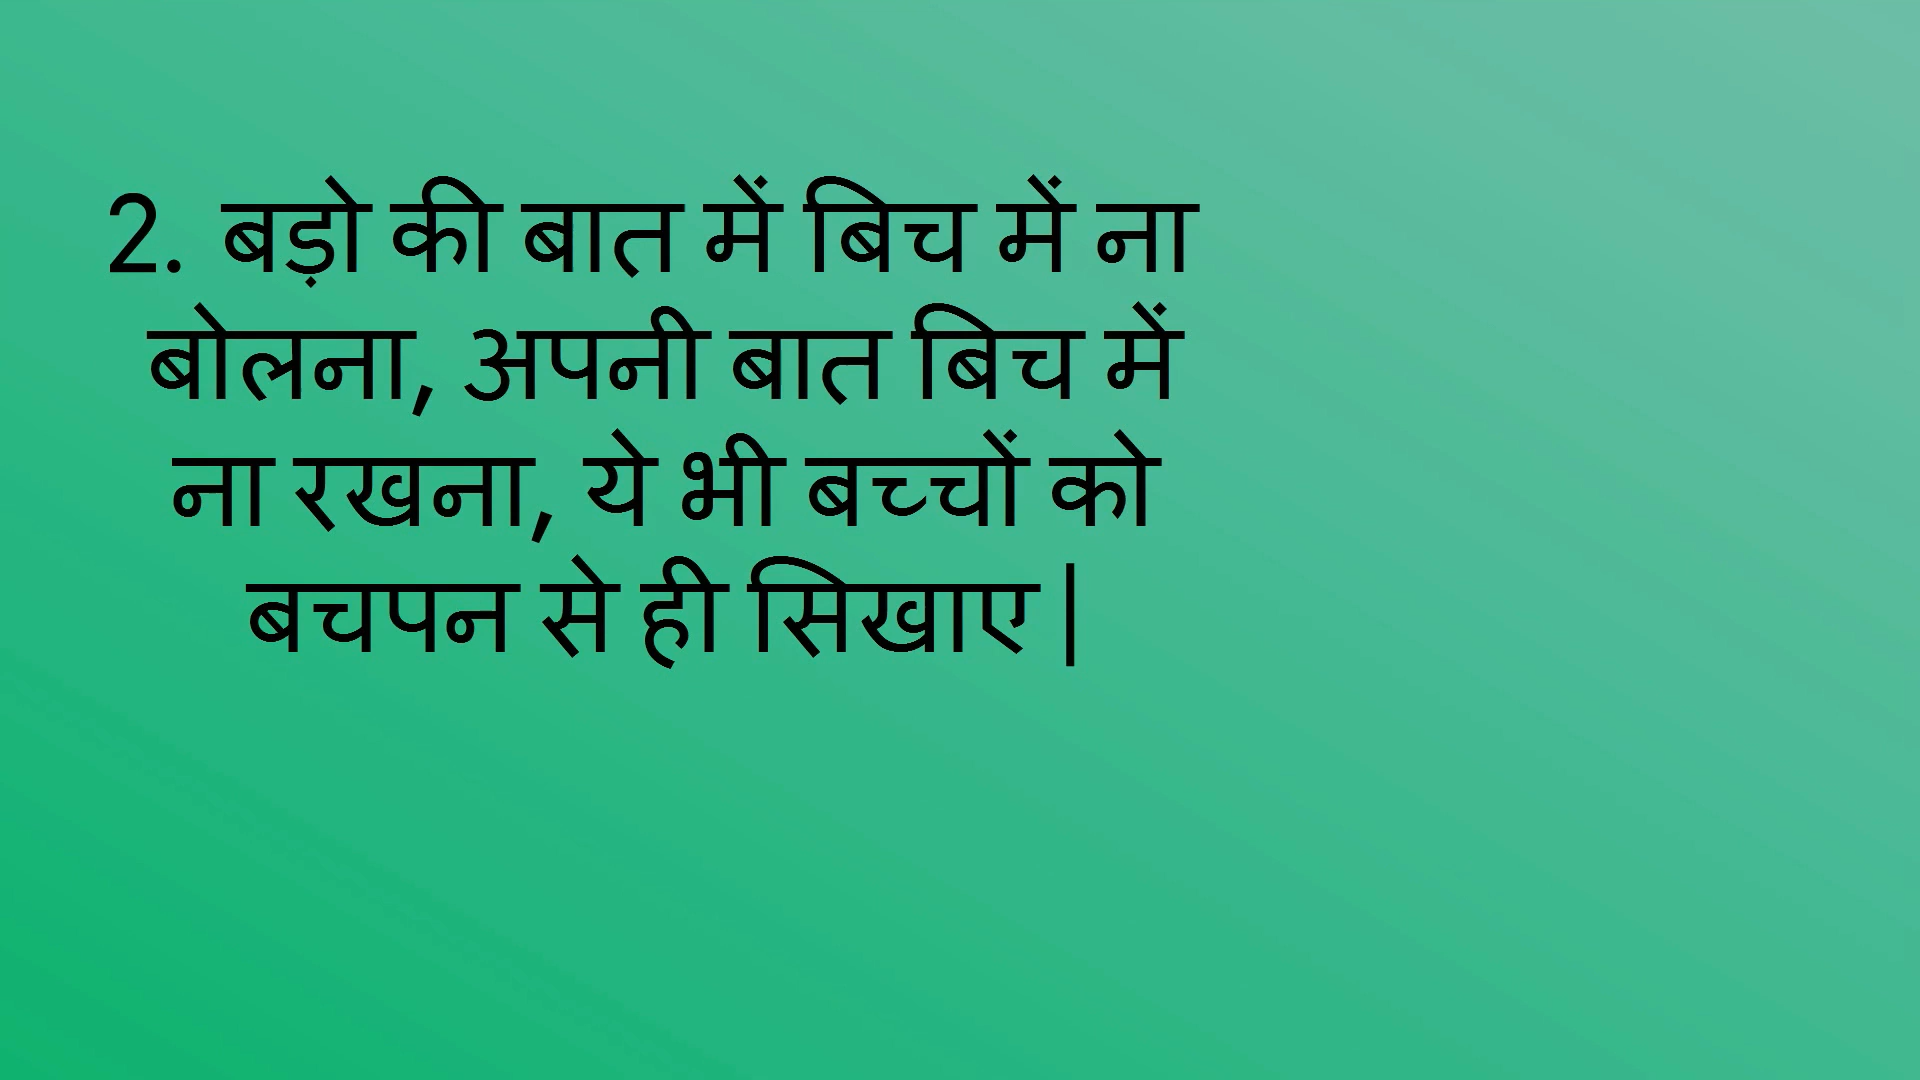 2. बड़ो की बात में बिच में ना
बोलना, अपनी बात बिच में
ना रखना, ये भी बच्चों को
बचपन से ही सिखाए |